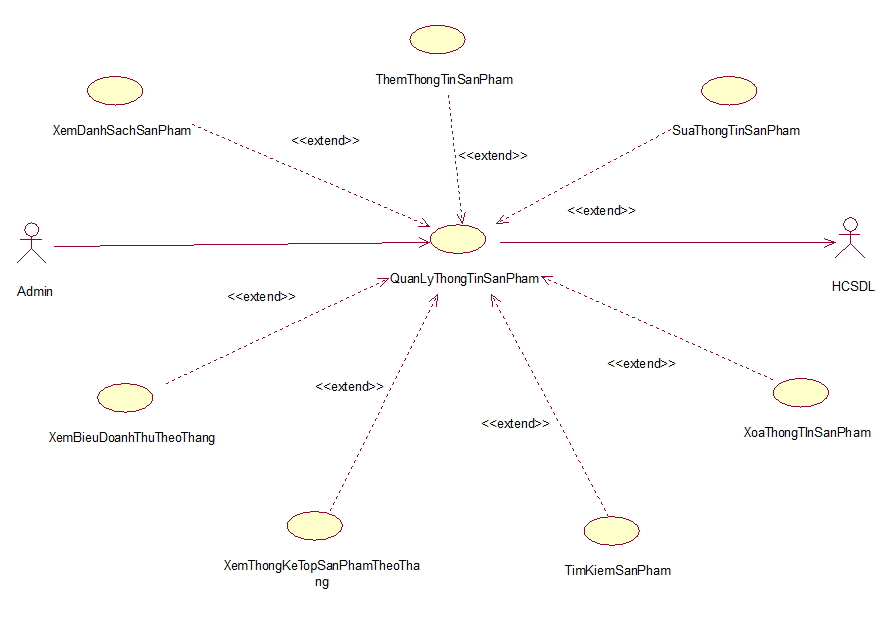 ThemThongTinSanPham
XemDanhSachSanPham
SuaThongTinSanPham
<<extend>>
<<extend>>
<<extend>>
QuanLyThongTinSanPham
Admin
HCSDL
<<extend>>
<<extend>>
<<extend>>
<<extend>>
XemBieuDoanhThuTheoThang
XoaThongTInSanPham
XemThongKeTopSanPhamTheoTha
ng
TimKiemSanPham